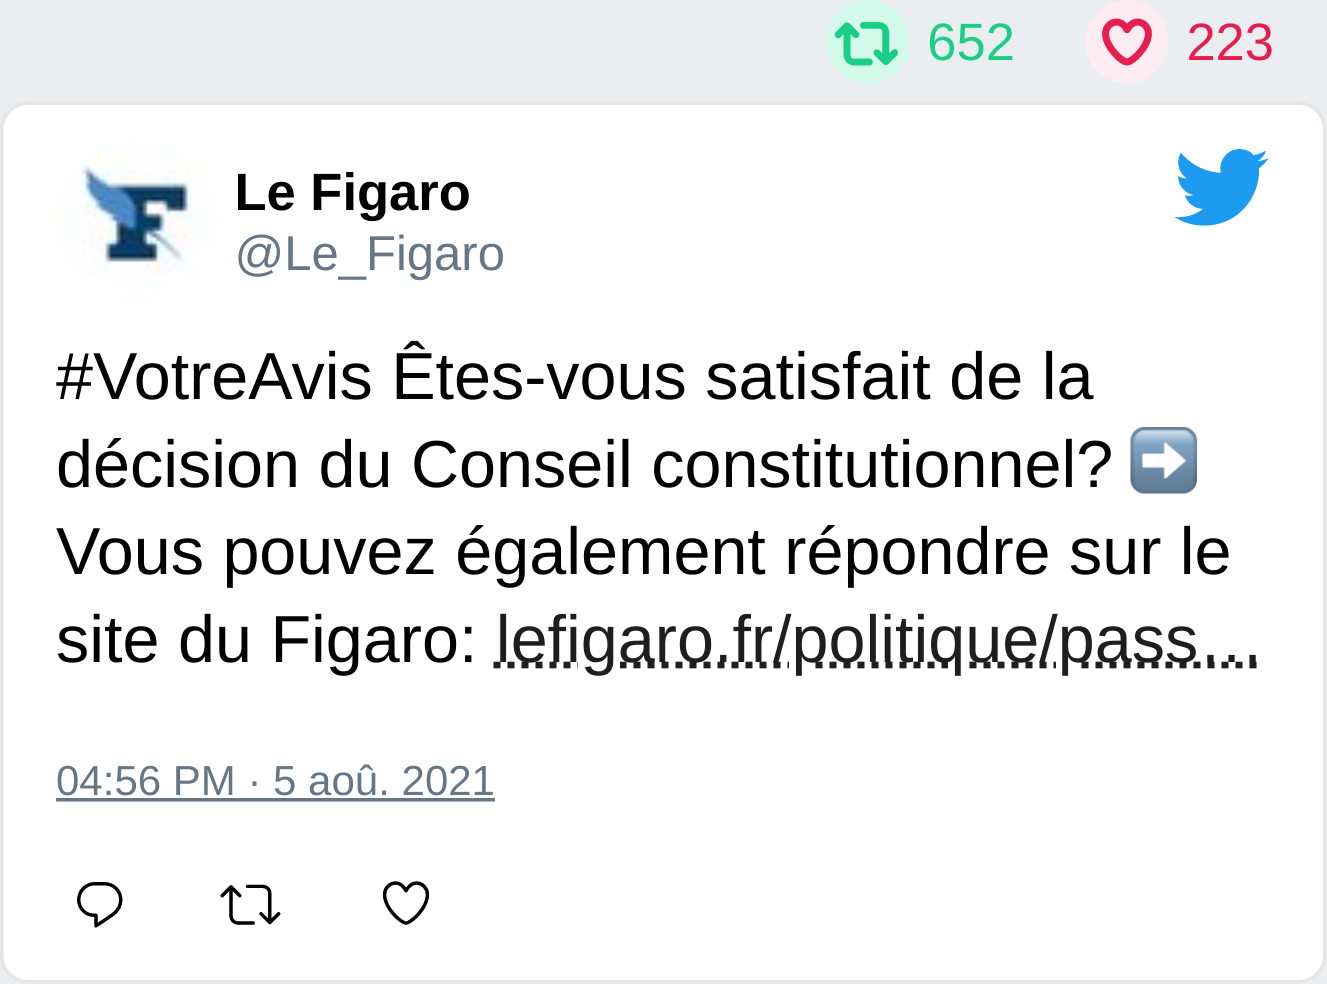 652 223
Le Figaro
@Le_Figaro
#VotreAvis Êtes-vous satisfait de la
décision du Conseil constitutionnel? ➡️
Vous pouvez également répondre sur le
site du Figaro: lefigaro.fr/politique/pass…
04:56 PM · 5 aoû. 2021